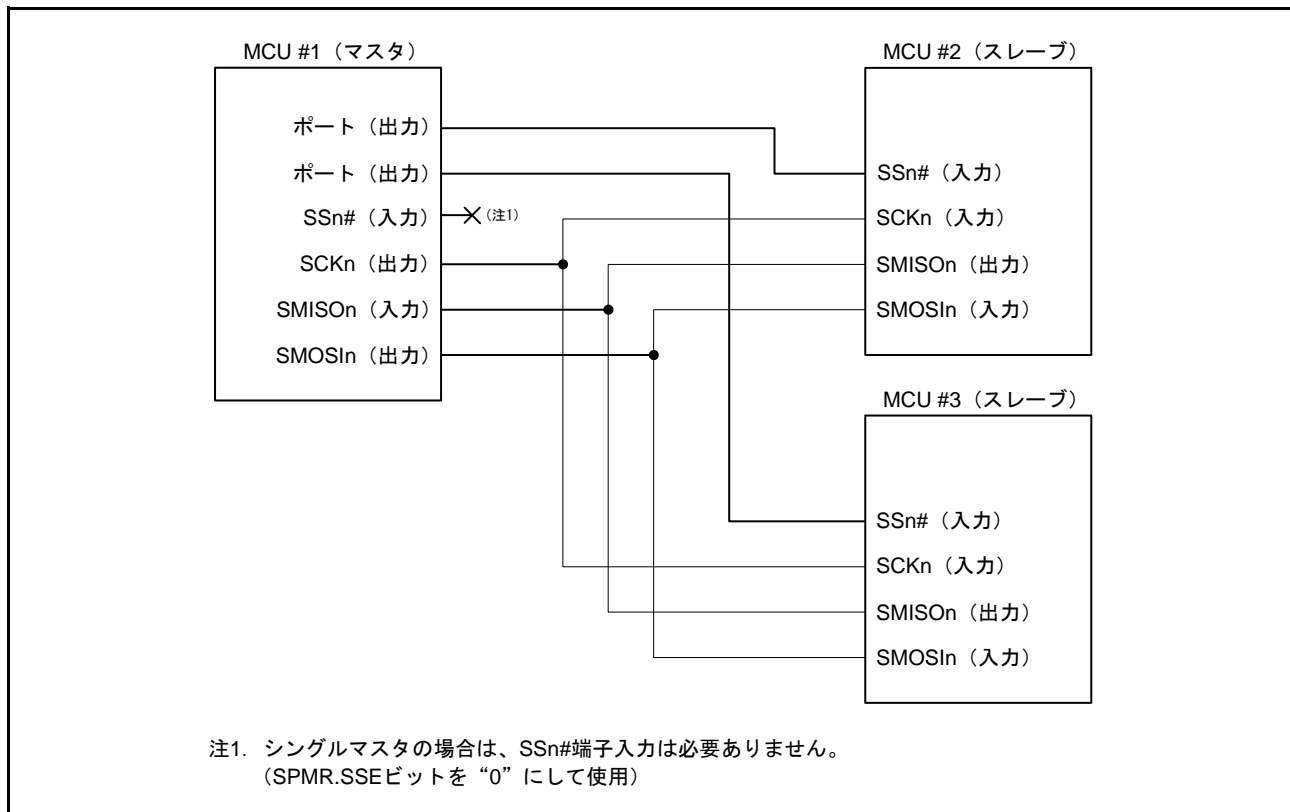 MCU #1（マスタ）
ポート（出力）
ポート（出力）
SSn#（入力）
(注1)
SCKn（出力）
SMISOn（入力）
SMOSIn（出力）
MCU #2（スレーブ）
SSn#（入力）
SCKn（入力）
SMISOn（出力）
SMOSIn（入力）
MCU #3（スレーブ）
SSn#（入力）
SCKn（入力）
SMISOn（出力）
SMOSIn（入力）
注1. シングルマスタの場合は、SSn#端子入力は必要ありません。
（SPMR.SSEビットを“0”にして使用）